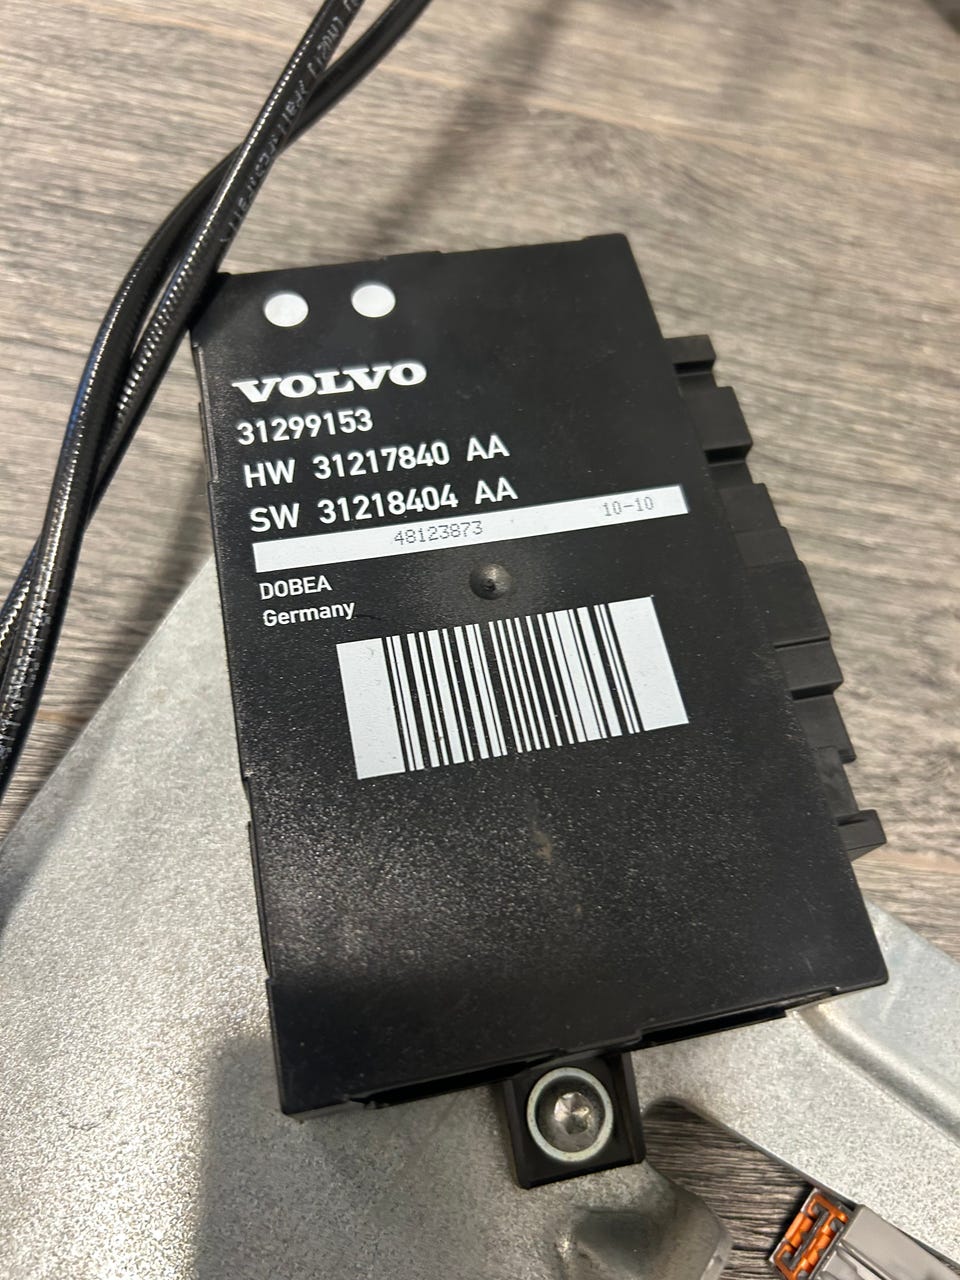 VOLVO
31299153
HW 31217840 AA
SW 31218404 AA
48123873 10-10
DOBEA
Germany